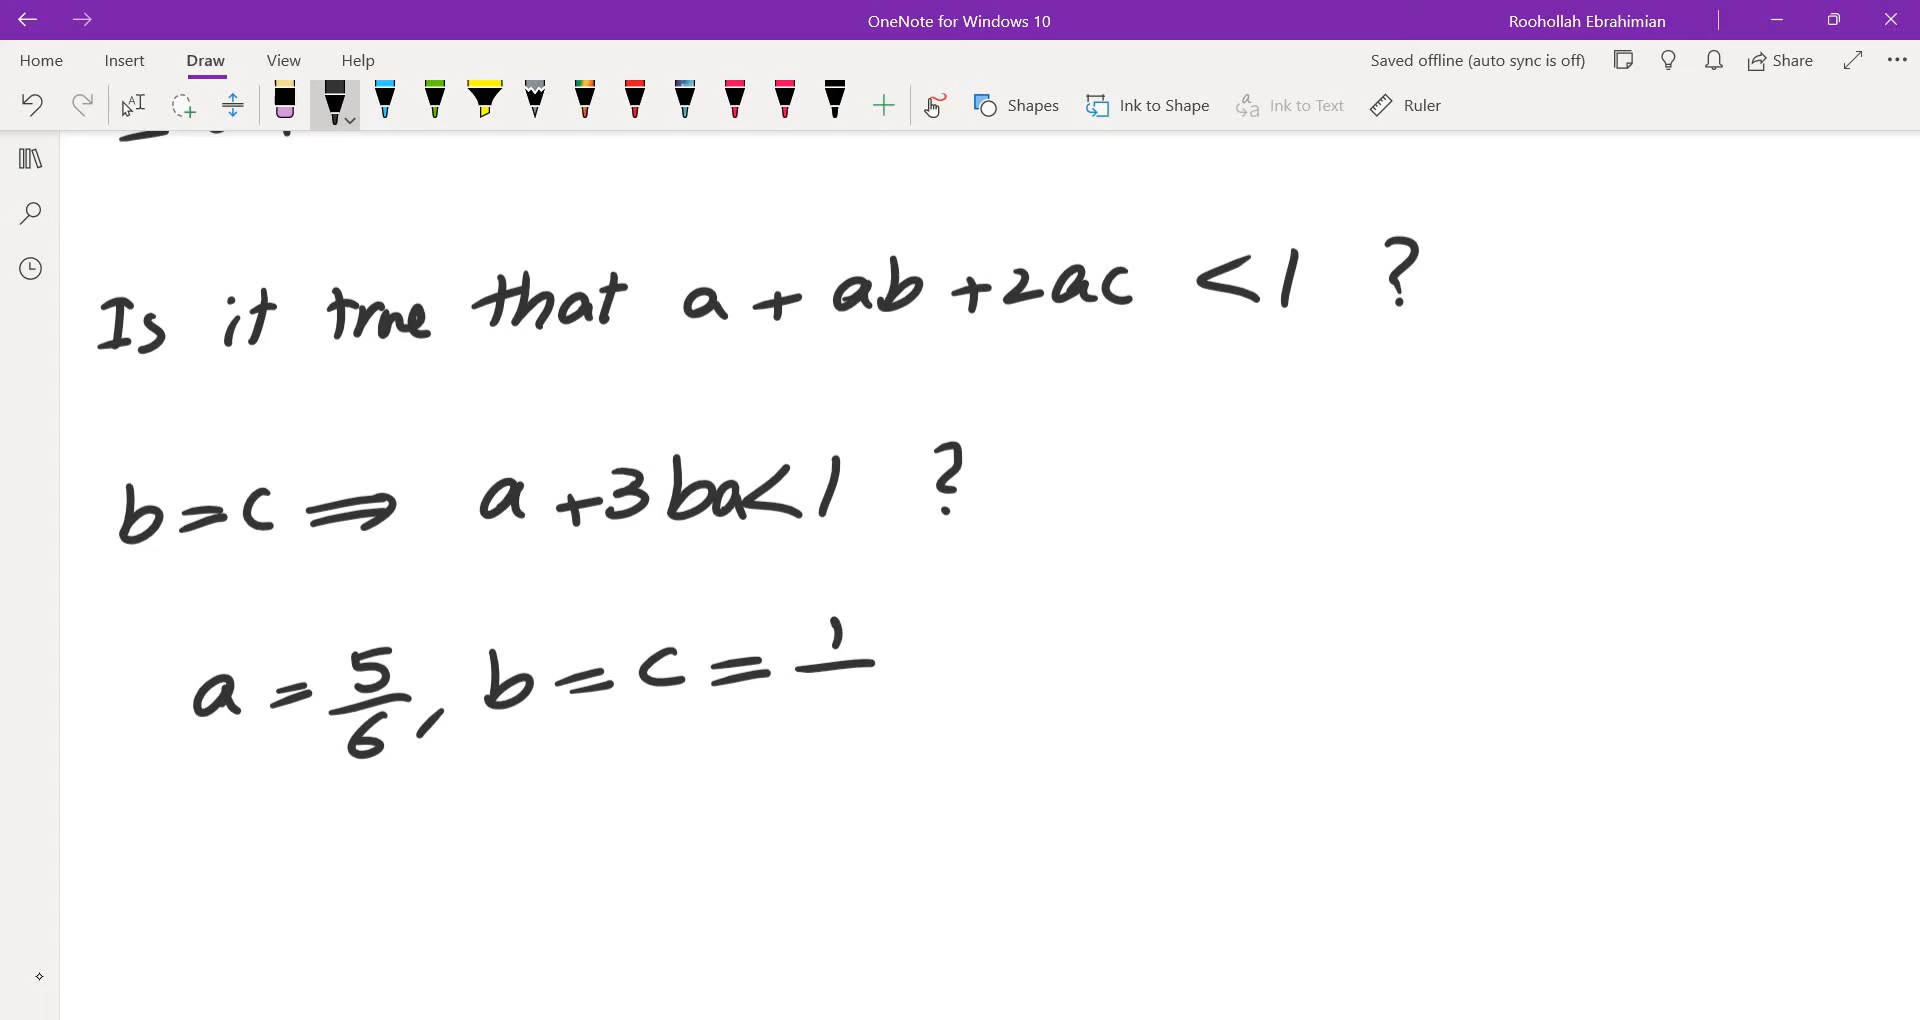 OneNote for Windows 10
Roohollah Ebrahimian
Home Insert Draw View Help
Saved offline (auto sync is off) Share
Shapes Ink to Shape Ink to Text Ruler
Is it true that a + ab + 2ac < 1 ?
b = c ⟹ a + 3ba < 1 ?
a = 5/6, b = c = 1/